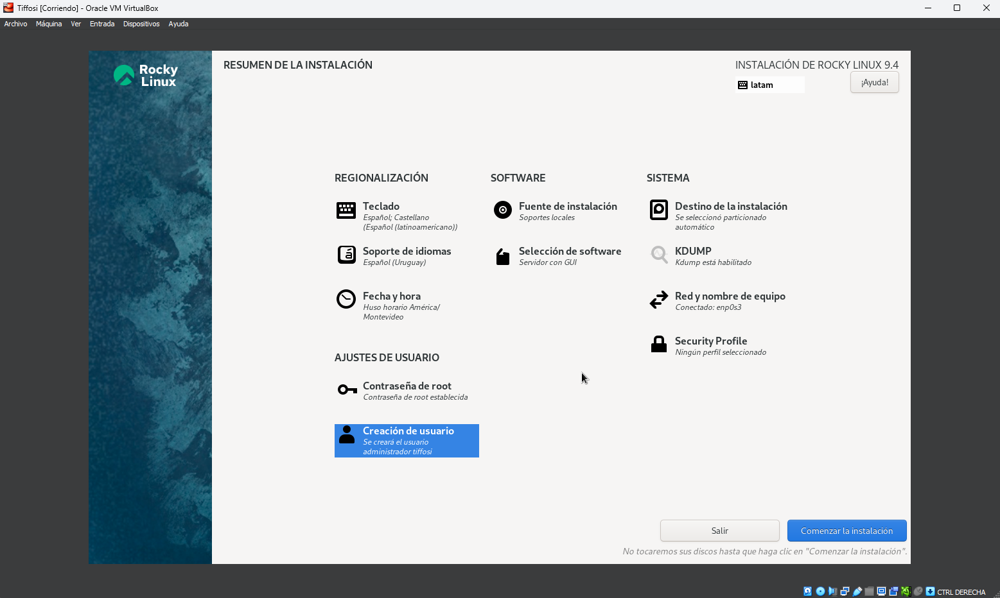 Tiffosi [Corriendo] - Oracle VM VirtualBox
Archivo Máquina Ver Entrada Dispositivos Ayuda
Rocky
Linux
RESUMEN DE LA INSTALACIÓN
INSTALACIÓN DE ROCKY LINUX 9.4
latam
¡Ayuda!
REGIONALIZACIÓN
Teclado
Español; Castellano
(Español (latinoamericano))
Soporte de idiomas
Español (Uruguay)
Fecha y hora
Huso horario América/
Montevideo
SOFTWARE
Fuente de instalación
Soportes locales
Selección de software
Servidor con GUI
SISTEMA
Destino de la instalación
Se seleccionó particionado
automático
KDUMP
Kdump está habilitado
Red y nombre de equipo
Conectado: enp0s3
Security Profile
Ningún perfil seleccionado
AJUSTES DE USUARIO
Contraseña de root
Contraseña de root establecida
Creación de usuario
Se creará el usuario
administrador tiffosi
Salir
Comenzar la instalación
No tocaremos sus discos hasta que haga clic en "Comenzar la instalación".
CTRL DERECHA